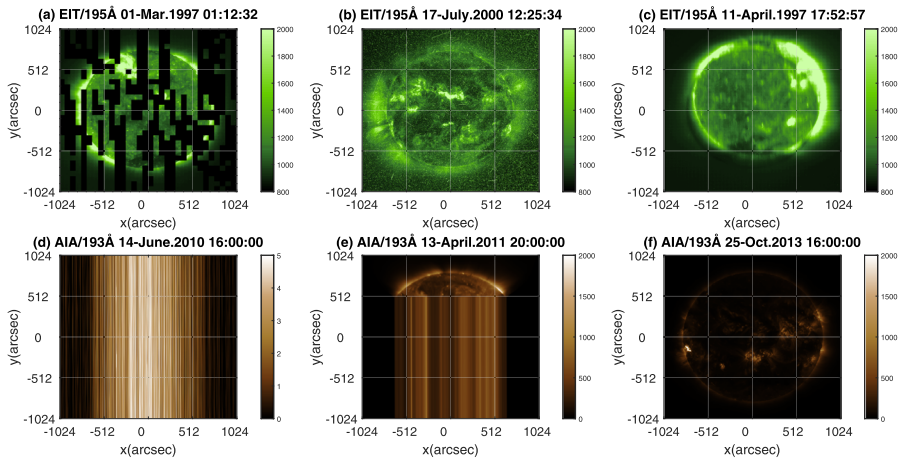 (a) EIT/195Å 01-Mar.1997 01:12:32
(b) EIT/195Å 17-July.2000 12:25:34
(c) EIT/195Å 11-April.1997 17:52:57
1024
512
0
-512
-1024
y(arcsec)
-1024 -512 0 512 1024
x(arcsec)
2000
1800
1600
1400
1200
1000
800
1024
512
0
-512
-1024
y(arcsec)
-1024 -512 0 512 1024
x(arcsec)
2000
1800
1600
1400
1200
1000
800
1024
512
0
-512
-1024
y(arcsec)
-1024 -512 0 512 1024
x(arcsec)
2000
1800
1600
1400
1200
1000
800
(d) AIA/193Å 14-June.2010 16:00:00
(e) AIA/193Å 13-April.2011 20:00:00
(f) AIA/193Å 25-Oct.2013 16:00:00
1024
512
0
-512
-1024
y(arcsec)
-1024 -512 0 512 1024
x(arcsec)
5
4
3
2
1
0
1024
512
0
-512
-1024
y(arcsec)
-1024 -512 0 512 1024
x(arcsec)
2000
1500
1000
500
0
1024
512
0
-512
-1024
y(arcsec)
-1024 -512 0 512 1024
x(arcsec)
2000
1500
1000
500
0